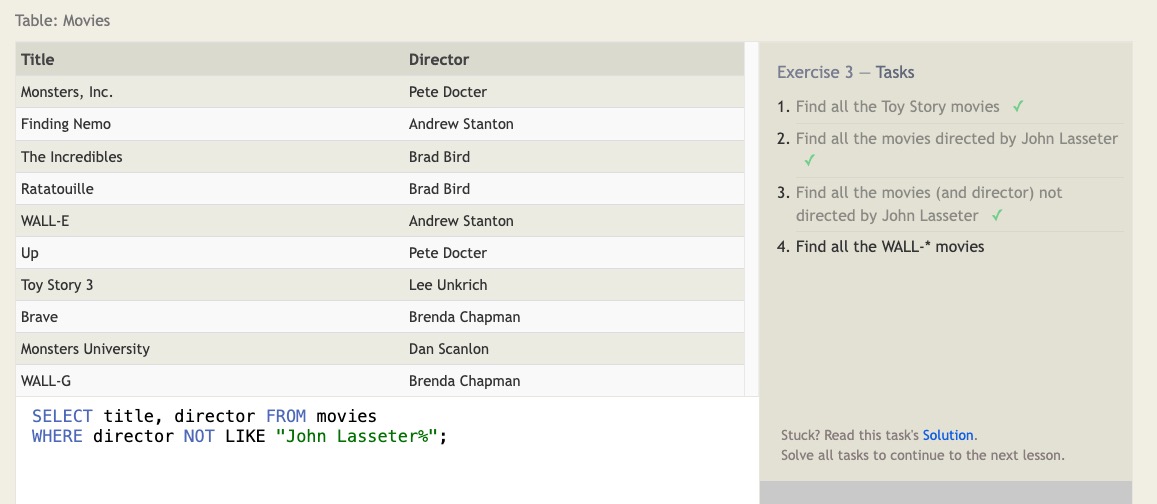 Table: Movies
Title Director
Monsters, Inc. Pete Docter
Finding Nemo Andrew Stanton
The Incredibles Brad Bird
Ratatouille Brad Bird
WALL-E Andrew Stanton
Up Pete Docter
Toy Story 3 Lee Unkrich
Brave Brenda Chapman
Monsters University Dan Scanlon
WALL-G Brenda Chapman
SELECT title, director FROM movies
WHERE director NOT LIKE "John Lasseter%";
Exercise 3 — Tasks
1. Find all the Toy Story movies ✓
2. Find all the movies directed by John Lasseter
✓
3. Find all the movies (and director) not
directed by John Lasseter ✓
4. Find all the WALL-* movies
Stuck? Read this task's Solution.
Solve all tasks to continue to the next lesson.